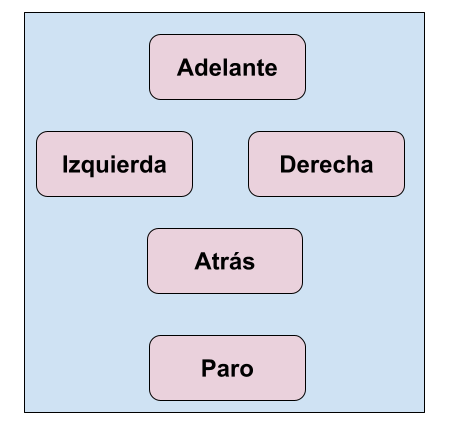 Adelante
Izquierda
Derecha
Atrás
Paro